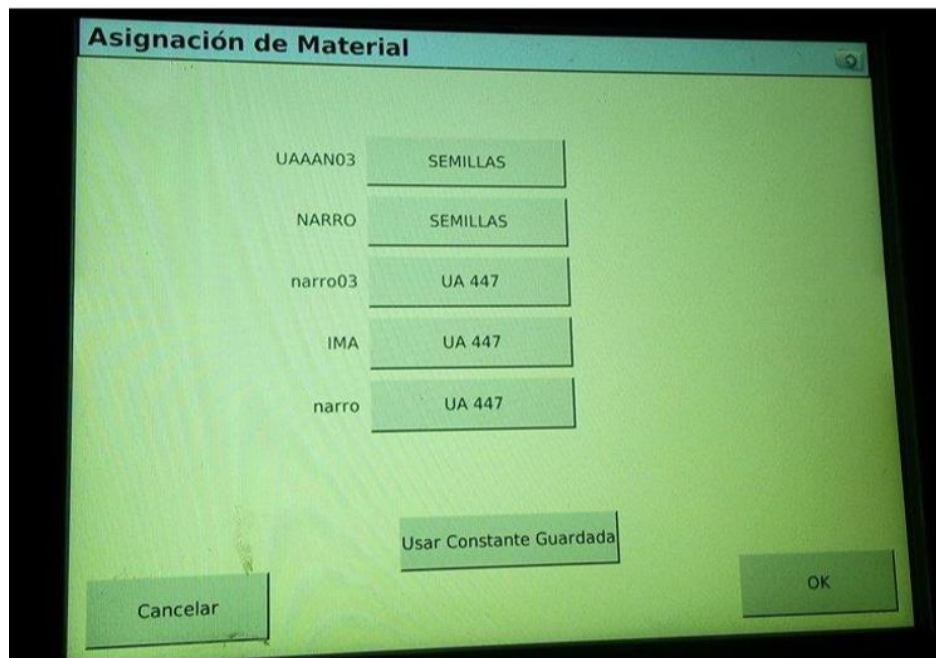 Asignación de Material
UAAAN03 SEMILLAS
NARRO SEMILLAS
narro03 UA 447
IMA UA 447
narro UA 447
Usar Constante Guardada
Cancelar OK